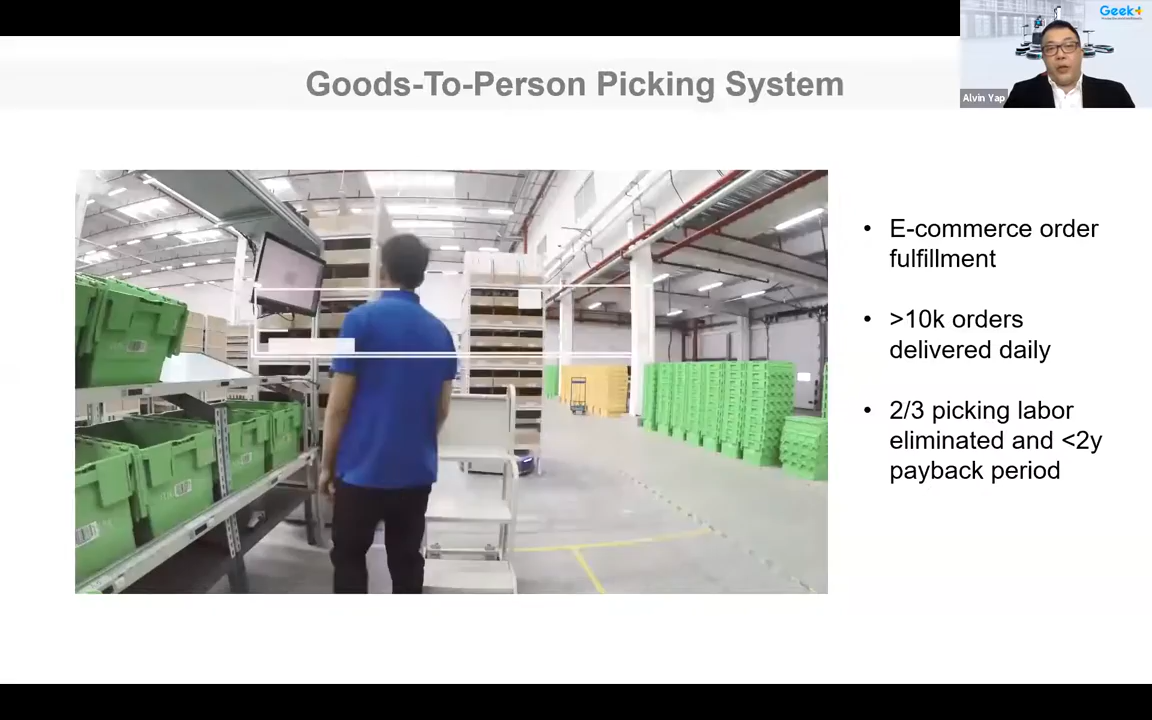 Geek+
Goods-To-Person Picking System
Alvin Yap
• E-commerce order
fulfillment
• >10k orders
delivered daily
• 2/3 picking labor
eliminated and <2y
payback period